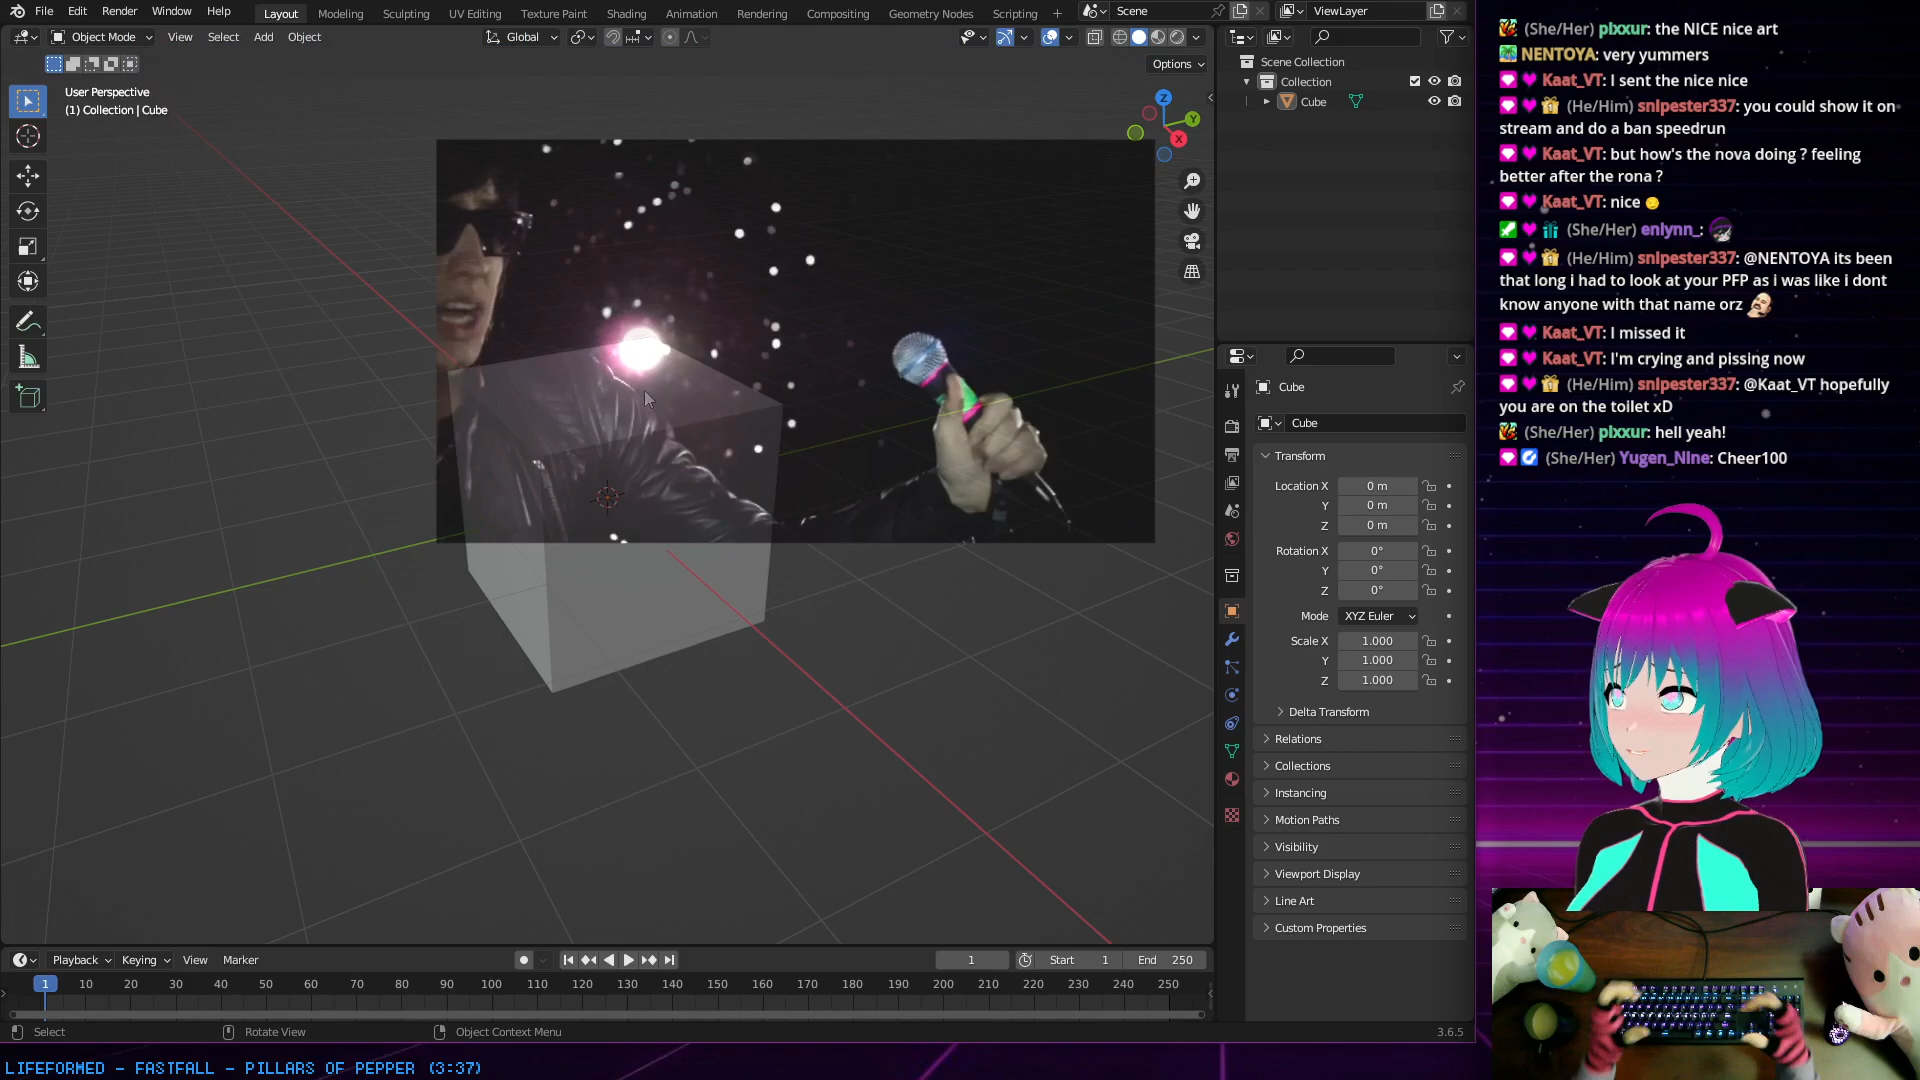 File Edit Render Window Help
Layout Modeling Sculpting UV Editing Texture Paint Shading Animation Rendering Compositing Geometry Nodes Scripting +
Scene
ViewLayer
Object Mode View Select Add Object
Global
Options
User Perspective
(1) Collection | Cube
Z
Y
X
Scene Collection
Collection
Cube
Cube
Cube
Transform
Location X 0 m
Y 0 m
Z 0 m
Rotation X 0°
Y 0°
Z 0°
Mode XYZ Euler
Scale X 1.000
Y 1.000
Z 1.000
Delta Transform
Relations
Collections
Instancing
Motion Paths
Visibility
Viewport Display
Line Art
Custom Properties
Playback Keying View Marker
1 Start 1 End 250
1 10 20 30 40 50 60 70 80 90 100 110 120 130 140 150 160 170 180 190 200 210 220 230 240 250
Select Rotate View Object Context Menu 3.6.5
(She/Her) plxxur: the NICE nice art
NENTOYA: very yummers
Kaat_VT: I sent the nice nice
(He/Him) snlpester337: you could show it on
stream and do a ban speedrun
Kaat_VT: but how's the nova doing ? feeling
better after the rona ?
Kaat_VT: nice
(She/Her) enlynn_:
(He/Him) snlpester337: @NENTOYA its been
that long i had to look at your PFP as i was like i dont
know anyone with that name orz
Kaat_VT: I missed it
Kaat_VT: I'm crying and pissing now
(He/Him) snlpester337: @Kaat_VT hopefully
you are on the toilet xD
(She/Her) plxxur: hell yeah!
(She/Her) Yugen_NIne: Cheer100
LIFEFORMED - FASTFALL - PILLARS OF PEPPER (3:37)